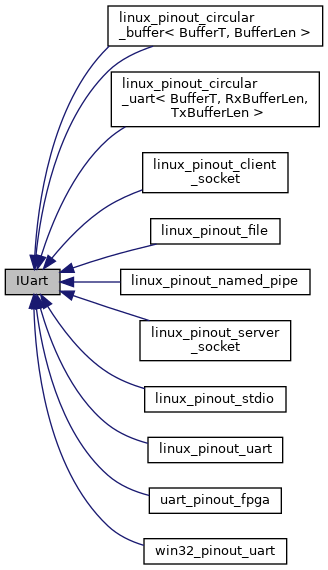 linux_pinout_circular
_buffer< BufferT, BufferLen >
linux_pinout_circular
_uart< BufferT, RxBufferLen,
TxBufferLen >
linux_pinout_client
_socket
linux_pinout_file
IUart
linux_pinout_named_pipe
linux_pinout_server
_socket
linux_pinout_stdio
linux_pinout_uart
uart_pinout_fpga
win32_pinout_uart